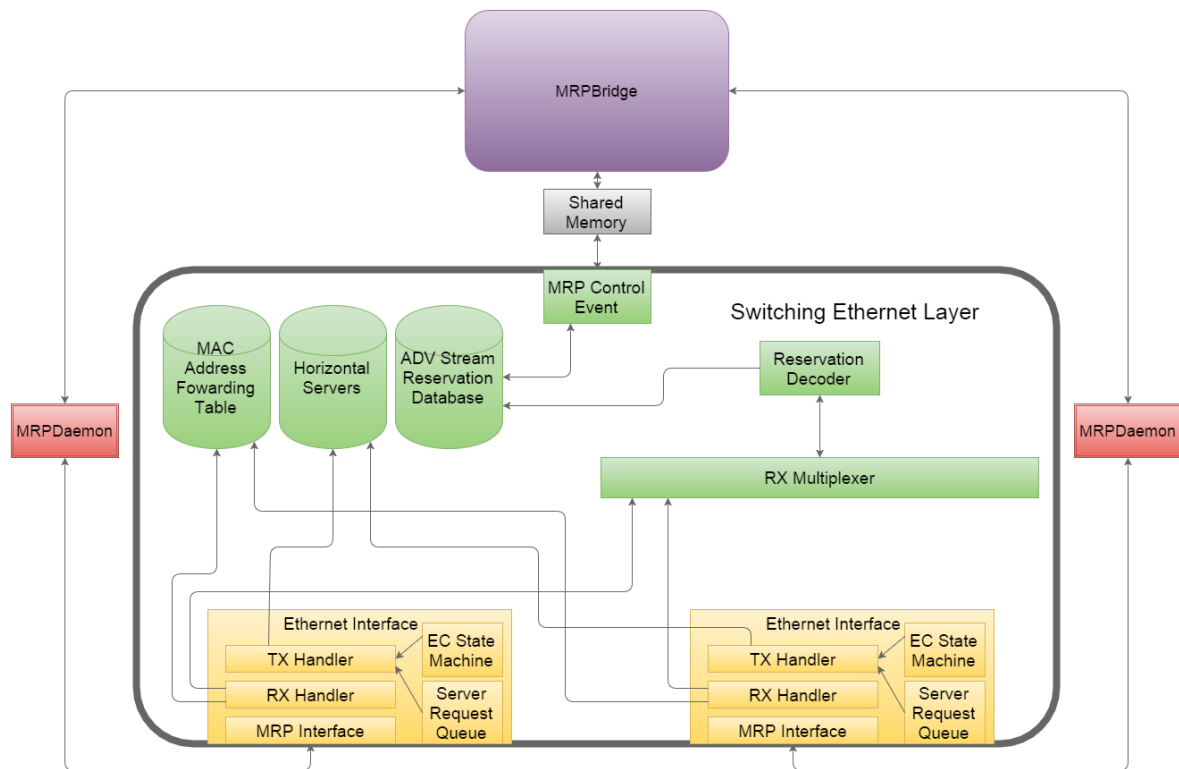 MRPBridge
Shared
Memory
MRP Control
Event
Switching Ethernet Layer
MAC
Address
Fowarding
Table
Horizontal
Servers
ADV Stream
Reservation
Database
Reservation
Decoder
MRPDaemon
MRPDaemon
RX Multiplexer
Ethernet Interface
TX Handler
EC State
Machine
RX Handler
Server
Request
Queue
MRP Interface
Ethernet Interface
TX Handler
EC State
Machine
RX Handler
Server
Request
Queue
MRP Interface